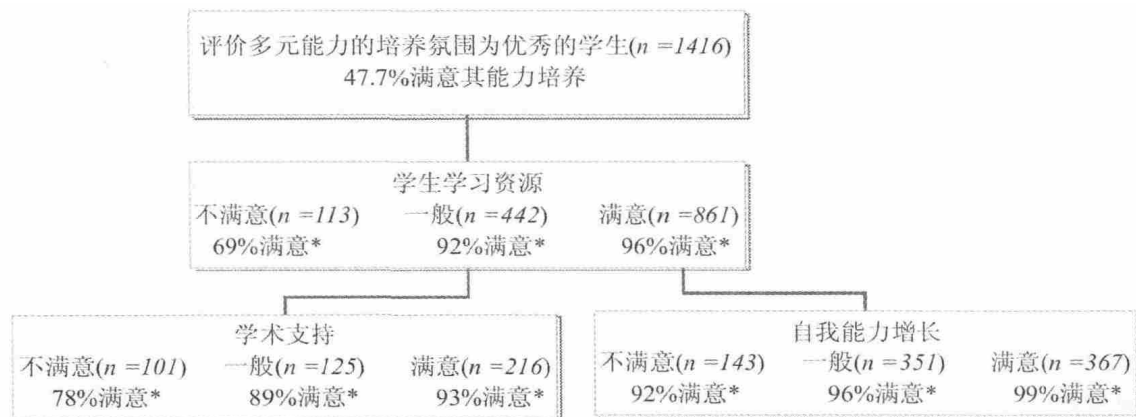 评价多元能力的培养氛围为优秀的学生(n =1416)
47.7%满意其能力培养
学生学习资源
不满意(n =113) 一般(n =442) 满意(n =861)
69%满意* 92%满意* 96%满意*
学术支持
不满意(n =101) 一般(n =125) 满意(n =216)
78%满意* 89%满意* 93%满意*
自我能力增长
不满意(n =143) 一般(n =351) 满意(n =367)
92%满意* 96%满意* 99%满意*